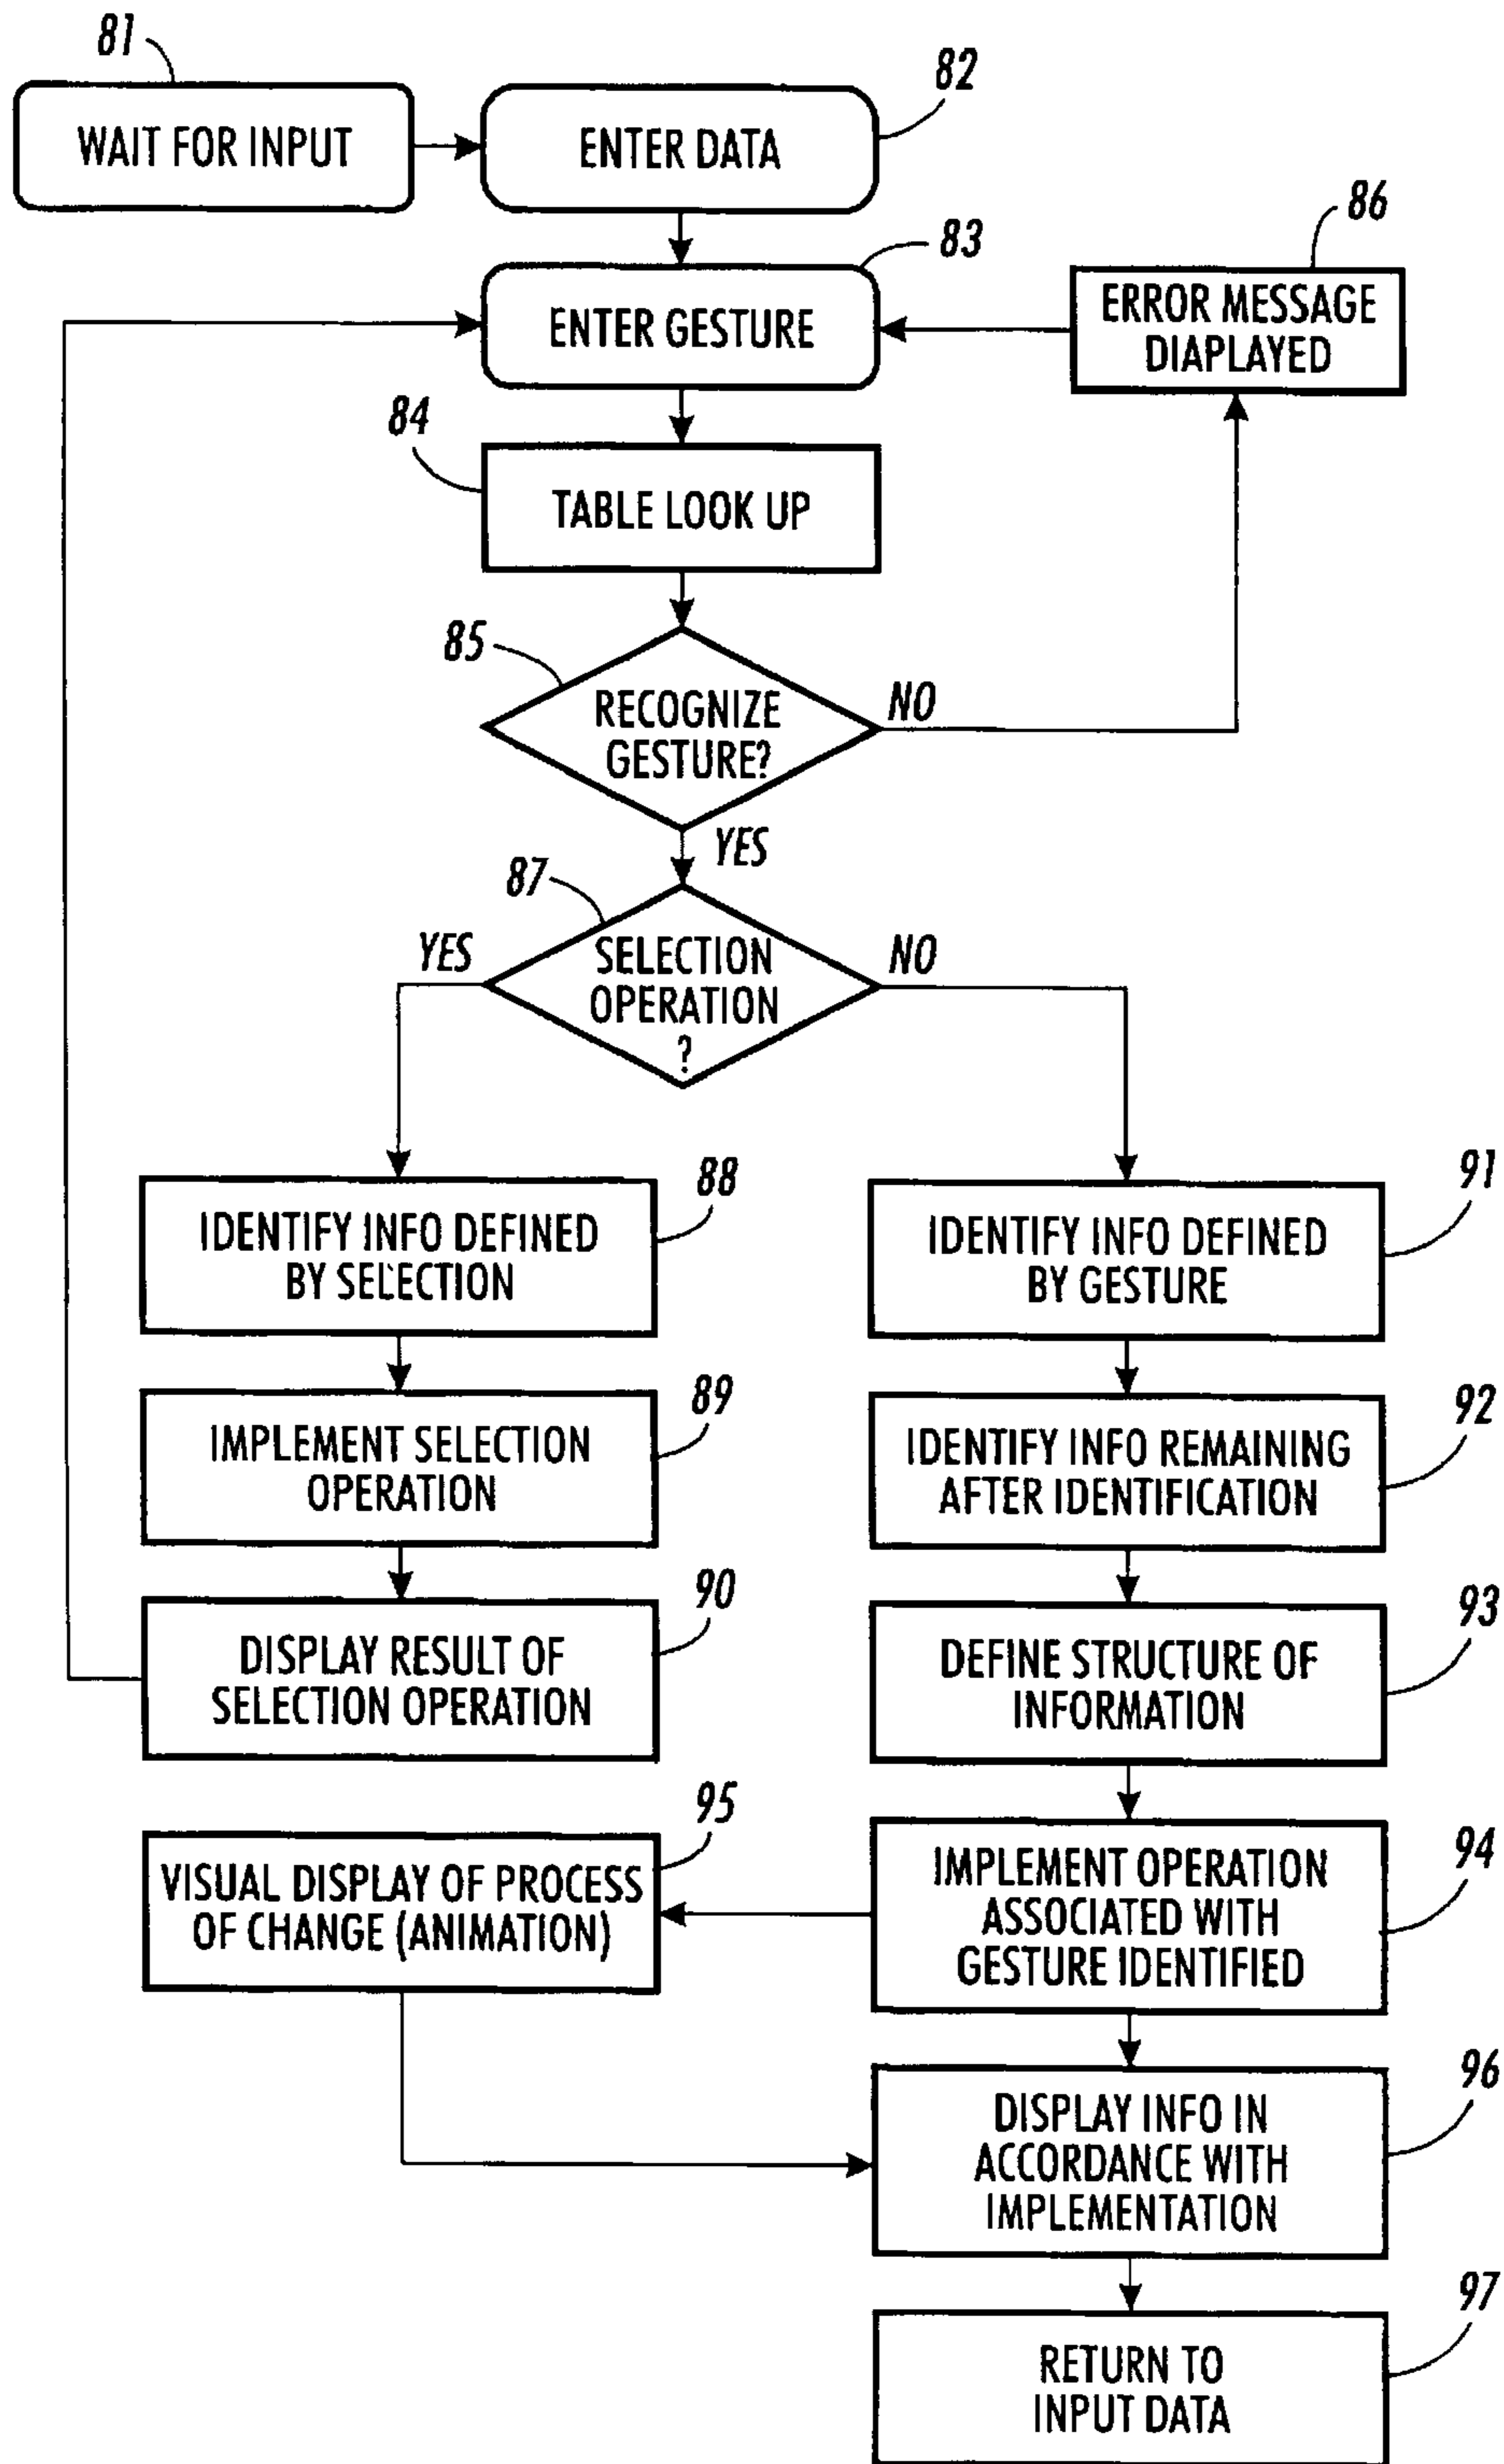 81
WAIT FOR INPUT
82
ENTER DATA
83
ENTER GESTURE
86
ERROR MESSAGE
DIAPLAYED
84
TABLE LOOK UP
85
RECOGNIZE
GESTURE?
NO
YES
87
SELECTION
OPERATION
?
YES
NO
88
IDENTIFY INFO DEFINED
BY SELECTION
89
IMPLEMENT SELECTION
OPERATION
90
DISPLAY RESULT OF
SELECTION OPERATION
91
IDENTIFY INFO DEFINED
BY GESTURE
92
IDENTIFY INFO REMAINING
AFTER IDENTIFICATION
93
DEFINE STRUCTURE OF
INFORMATION
94
IMPLEMENT OPERATION
ASSOCIATED WITH
GESTURE IDENTIFIED
95
VISUAL DISPLAY OF PROCESS
OF CHANGE (ANIMATION)
96
DISPLAY INFO IN
ACCORDANCE WITH
IMPLEMENTATION
97
RETURN TO
INPUT DATA